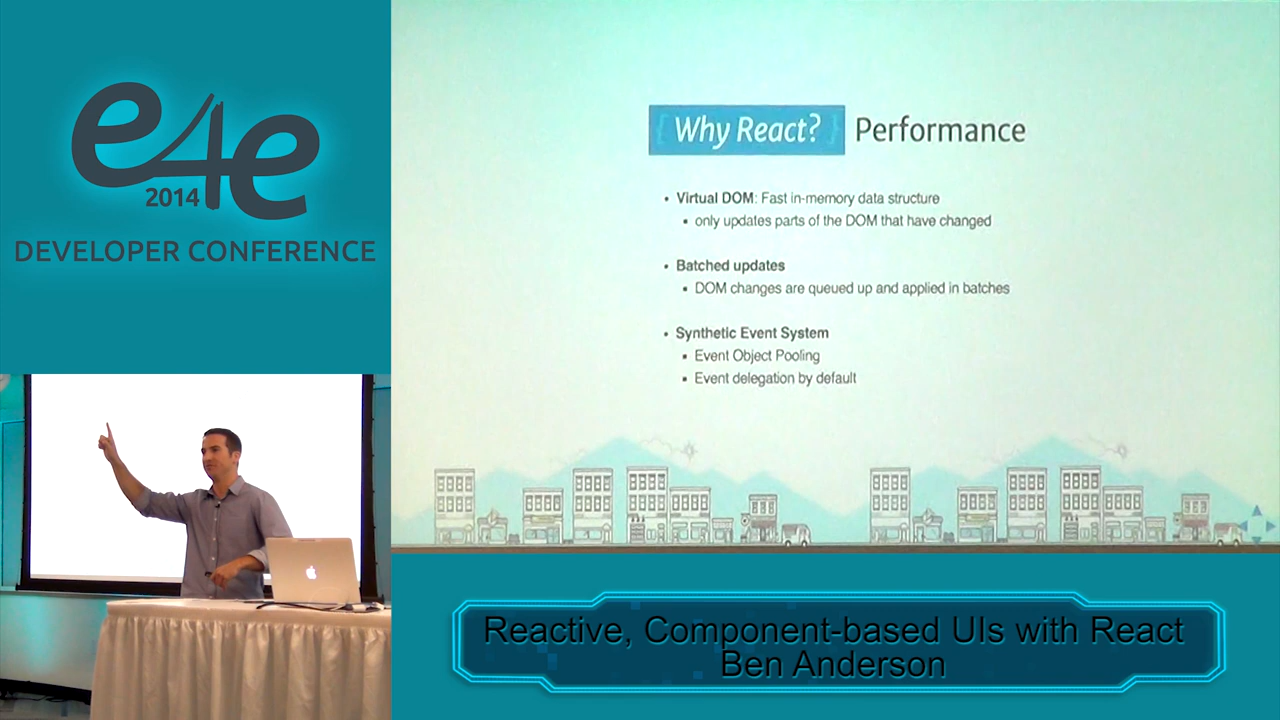 e4e
2014
DEVELOPER CONFERENCE
{ Why React? } Performance
• Virtual DOM: Fast in-memory data structure
▪ only updates parts of the DOM that have changed
• Batched updates
▪ DOM changes are queued up and applied in batches
• Synthetic Event System
▪ Event Object Pooling
▪ Event delegation by default
Reactive, Component-based UIs with React
Ben Anderson